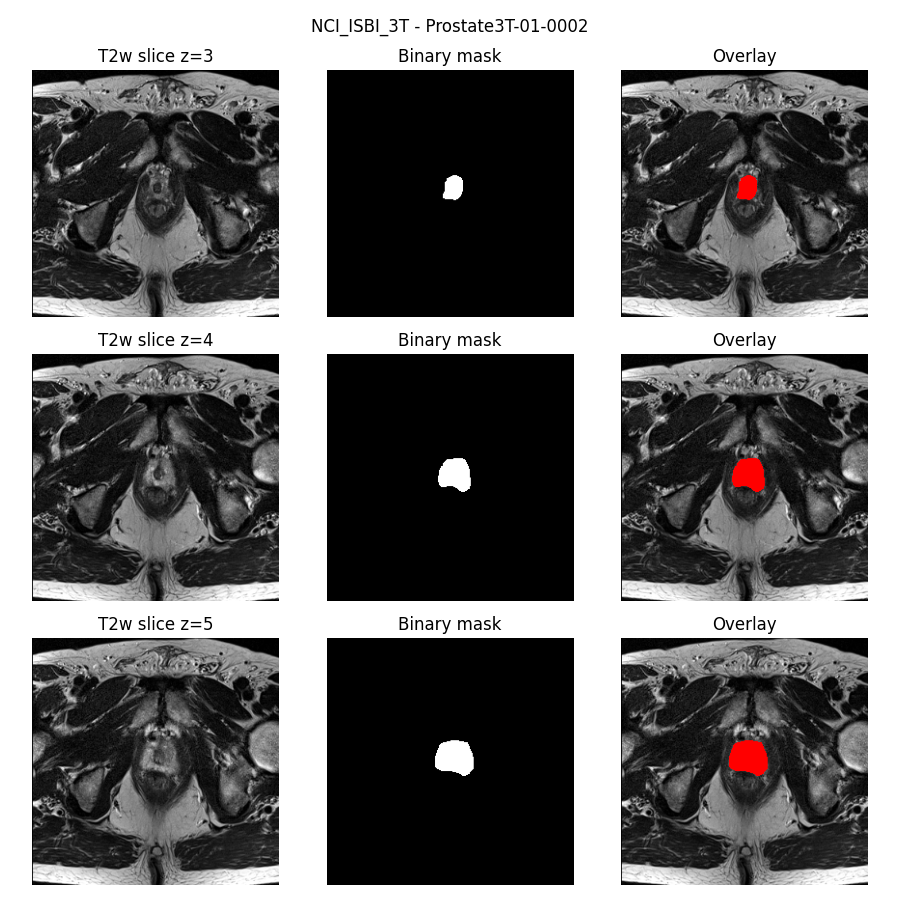 NCI_ISBI_3T - Prostate3T-01-0002
T2w slice z=3
Binary mask
Overlay
T2w slice z=4
Binary mask
Overlay
T2w slice z=5
Binary mask
Overlay